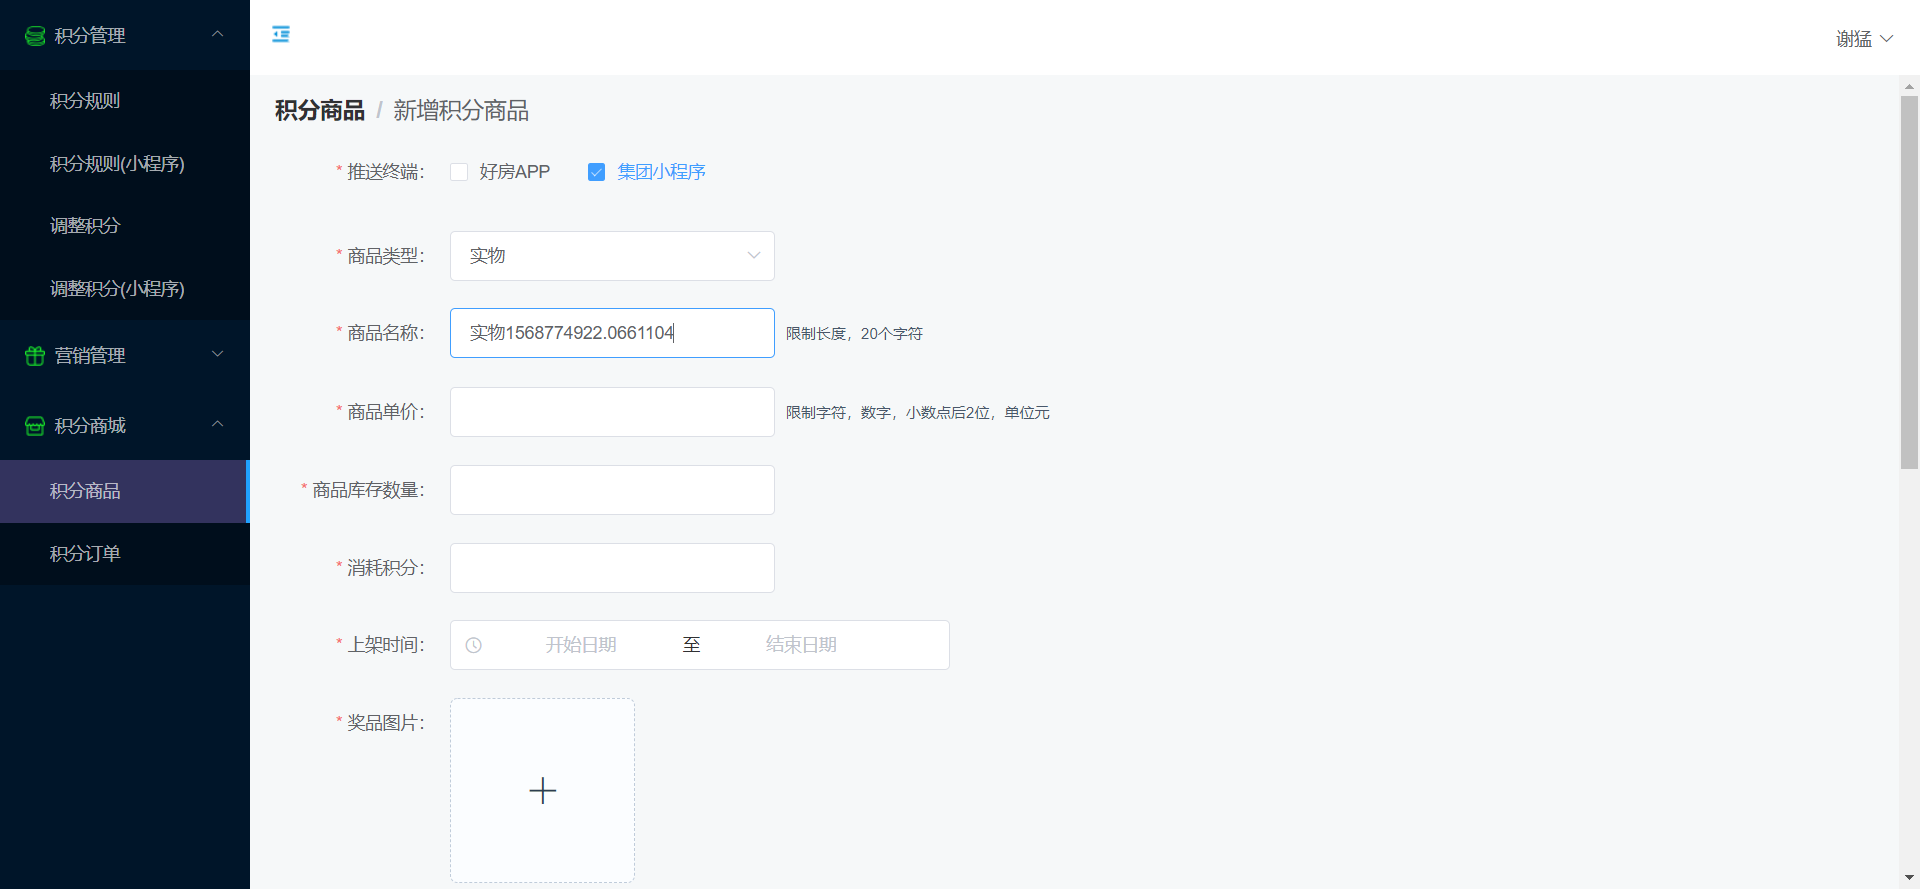 积分管理
积分规则
积分规则(小程序)
调整积分
调整积分(小程序)
营销管理
积分商城
积分商品
积分订单
谢猛
积分商品 / 新增积分商品
* 推送终端： 好房APP 集团小程序
* 商品类型： 实物
* 商品名称： 实物1568774922.0661104 限制长度，20个字符
* 商品单价： 限制字符，数字，小数点后2位，单位元
* 商品库存数量：
* 消耗积分：
* 上架时间： 开始日期 至 结束日期
* 奖品图片：